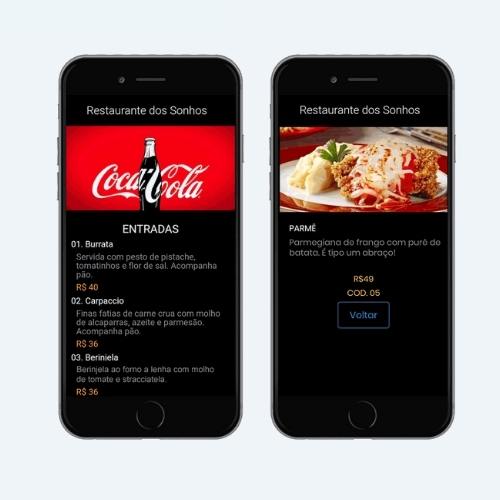 Restaurante dos Sonhos
Coca-Cola
ENTRADAS
01. Burrata
Servida com pesto de pistache,
tomatinhos e flor de sal. Acompanha
pão.
R$ 40
02. Carpaccio
Finas fatias de carne crua com molho
de alcaparras, azeite e parmesão.
Acompanha pão.
R$ 36
03. Berinjela
Berinjela ao forno a lenha com molho
de tomate e stracciatela.
R$ 36
Restaurante dos Sonhos
PARMÊ
Parmegiana de frango com purê de
batata. É tipo um abraço!
R$49
COD. 05
Voltar